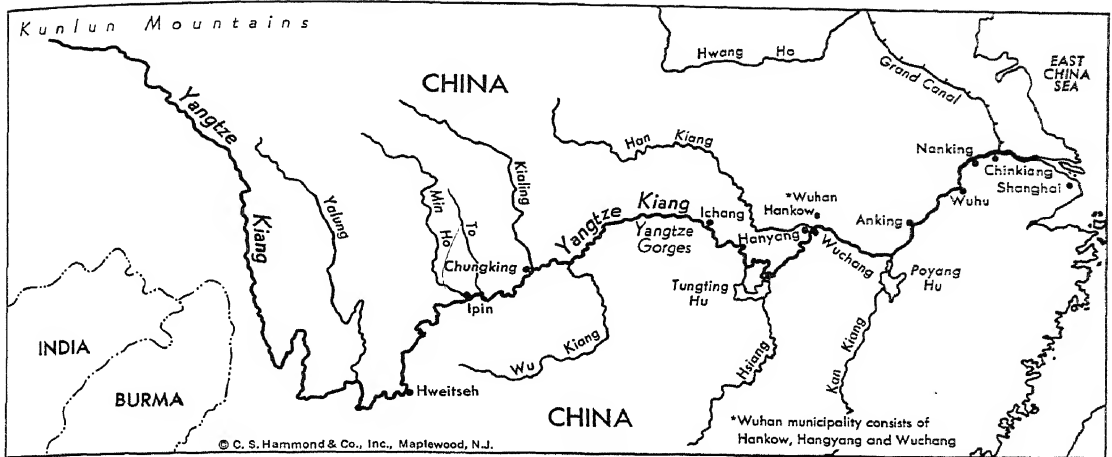 Kunlun Mountains
Yangtze
Kiang
Yalung
Min
Ho
To
Kialing
CHINA
Han Kiang
Hwang Ho
Grand Canal
EAST
CHINA
SEA
Nanking
Chinkiang
Shanghai
Wuhu
Anking
*Wuhan
Hankow
Hanyang
Wuchang
Ichang
Yangtze Kiang
Yangtze
Gorges
Chungking
Ipin
Tungting
Hu
Poyang
Hu
Wu Kiang
Hsiang
Kan Kiang
Hweitseh
INDIA
BURMA
CHINA
*Wuhan municipality consists of
Hankow, Hangyang and Wuchang
© C. S. Hammond & Co., Inc., Maplewood, N.J.